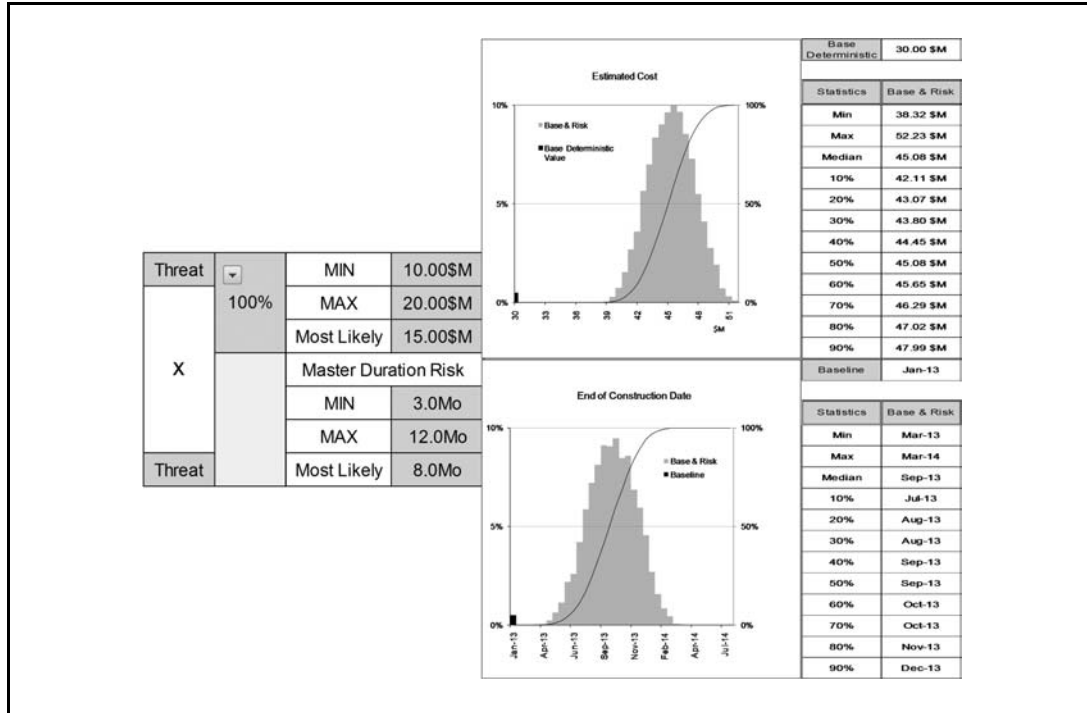 Threat
100%
MIN 10.00$M
MAX 20.00$M
Most Likely 15.00$M
X
Master Duration Risk
MIN 3.0Mo
MAX 12.0Mo
Threat
Most Likely 8.0Mo
Estimated Cost
10%
5%
0%
100%
50%
0%
Base & Risk
Base Deterministic
Value
30 33 36 39 42 45 48 51
$M
Base
Deterministic
30.00 $M
Statistics Base & Risk
Min 38.32 $M
Max 52.23 $M
Median 45.08 $M
10% 42.11 $M
20% 43.07 $M
30% 43.80 $M
40% 44.45 $M
50% 45.08 $M
60% 45.65 $M
70% 46.29 $M
80% 47.02 $M
90% 47.99 $M
End of Construction Date
10%
5%
0%
100%
50%
0%
Base & Risk
Baseline
Jan-13 Apr-13 Jun-13 Sep-13 Nov-13 Feb-14 Apr-14 Jul-14
Baseline Jan-13
Statistics Base & Risk
Min Mar-13
Max Mar-14
Median Sep-13
10% Jul-13
20% Aug-13
30% Aug-13
40% Sep-13
50% Sep-13
60% Oct-13
70% Oct-13
80% Nov-13
90% Dec-13